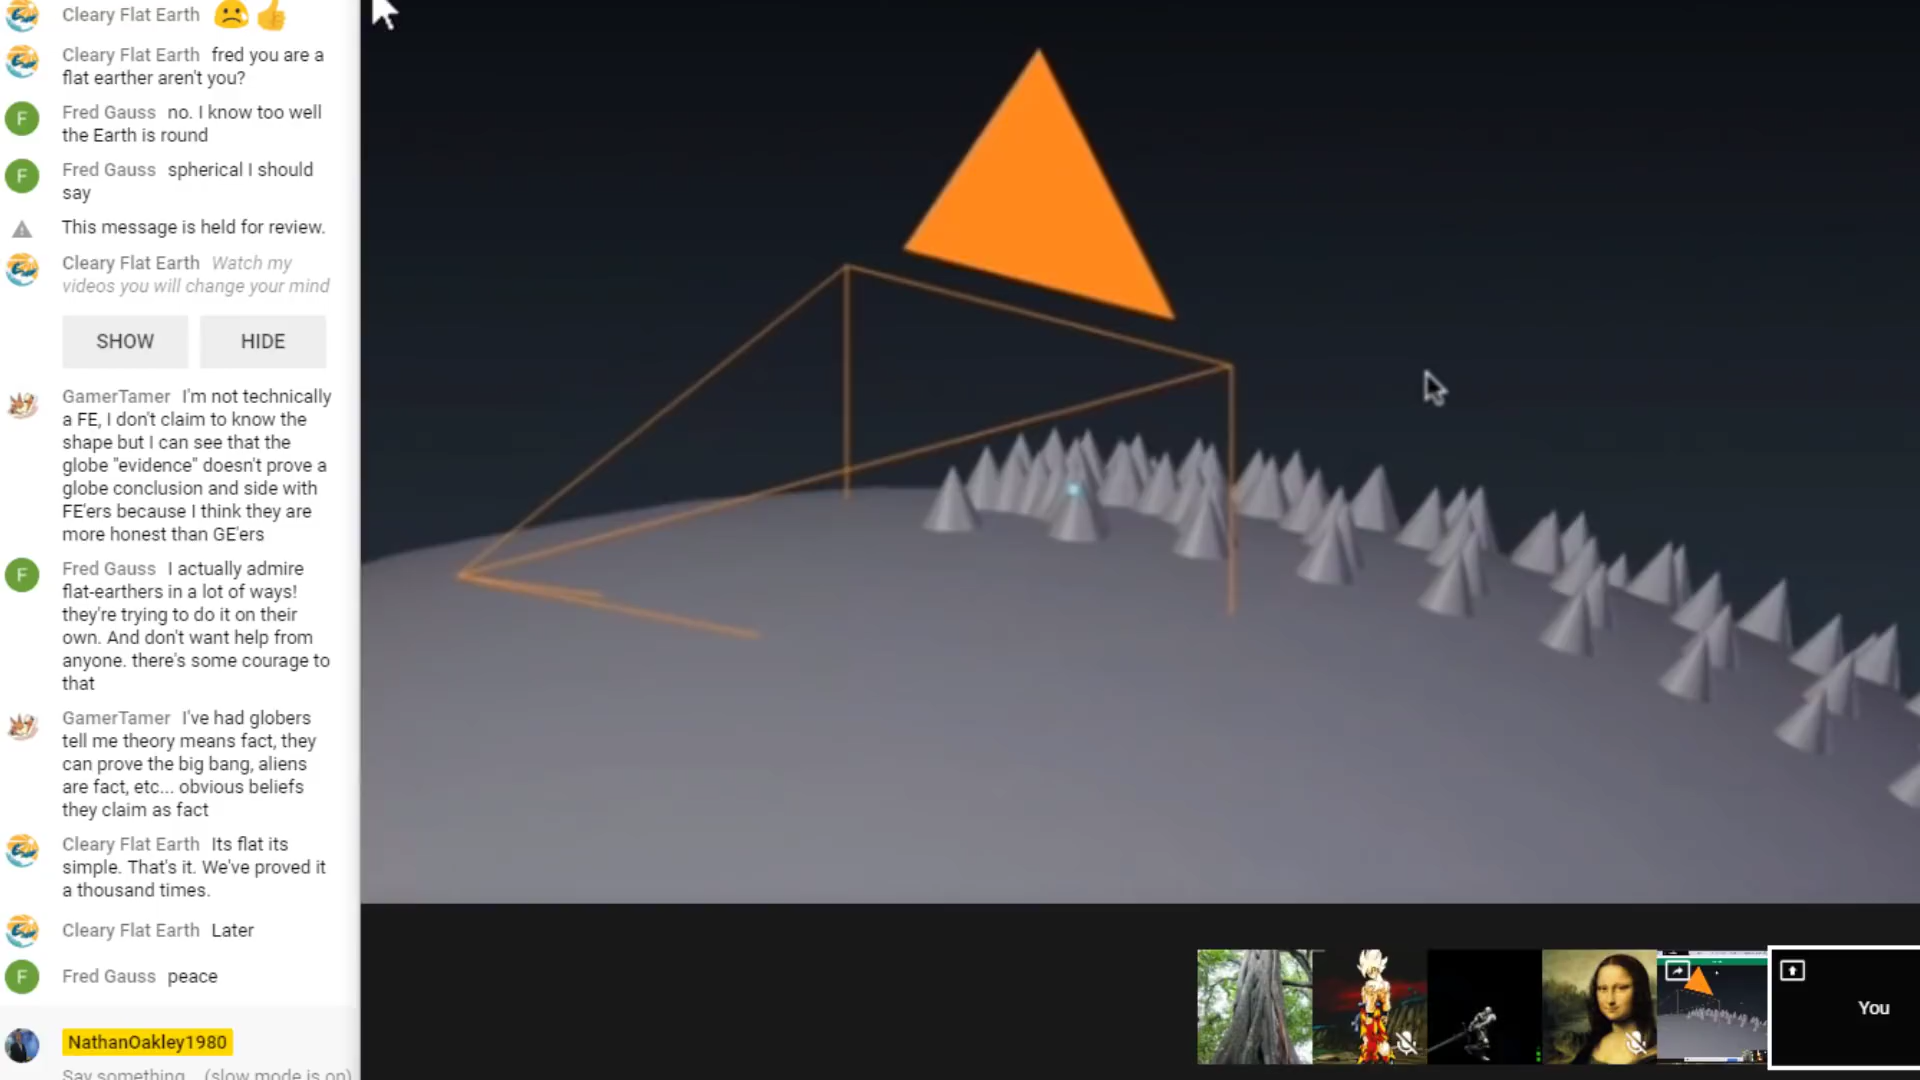 Cleary Flat Earth
Cleary Flat Earth fred you are a
flat earther aren't you?
Fred Gauss no. I know too well
the Earth is round
Fred Gauss spherical I should
say
This message is held for review.
Cleary Flat Earth Watch my
videos you will change your mind
SHOW HIDE
GamerTamer I'm not technically
a FE, I don't claim to know the
shape but I can see that the
globe "evidence" doesn't prove a
globe conclusion and side with
FE'ers because I think they are
more honest than GE'ers
F Fred Gauss I actually admire
flat-earthers in a lot of ways!
they're trying to do it on their
own. And don't want help from
anyone. there's some courage to
that
GamerTamer I've had globers
tell me theory means fact, they
can prove the big bang, aliens
are fact, etc... obvious beliefs
they claim as fact
Cleary Flat Earth Its flat its
simple. That's it. We've proved it
a thousand times.
Cleary Flat Earth Later
F Fred Gauss peace
NathanOakley1980
Say something... (slow mode is on)
You